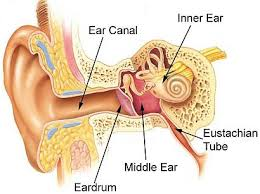 Inner Ear
Ear Canal
Eustachian
Tube
Middle Ear
Eardrum